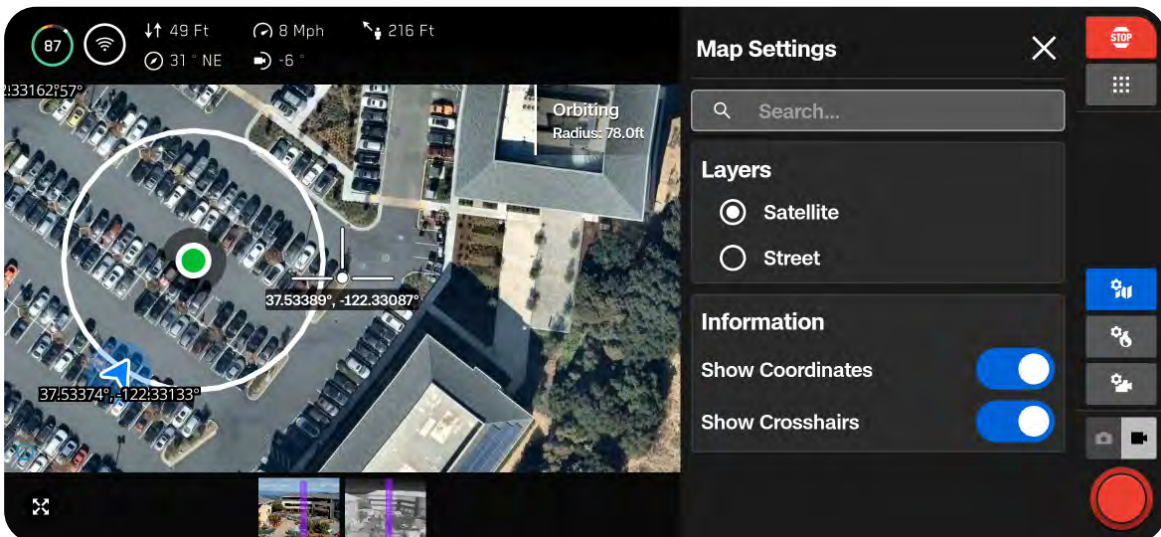 87
49 Ft
8 Mph
216 Ft
31 ° NE
-6 °
Map Settings
STOP
Search...
Orbiting
Radius: 78.0ft
Layers
Satellite
Street
37.53389°, -122.33087°
Information
Show Coordinates
37.53374°, -122.33133°
Show Crosshairs